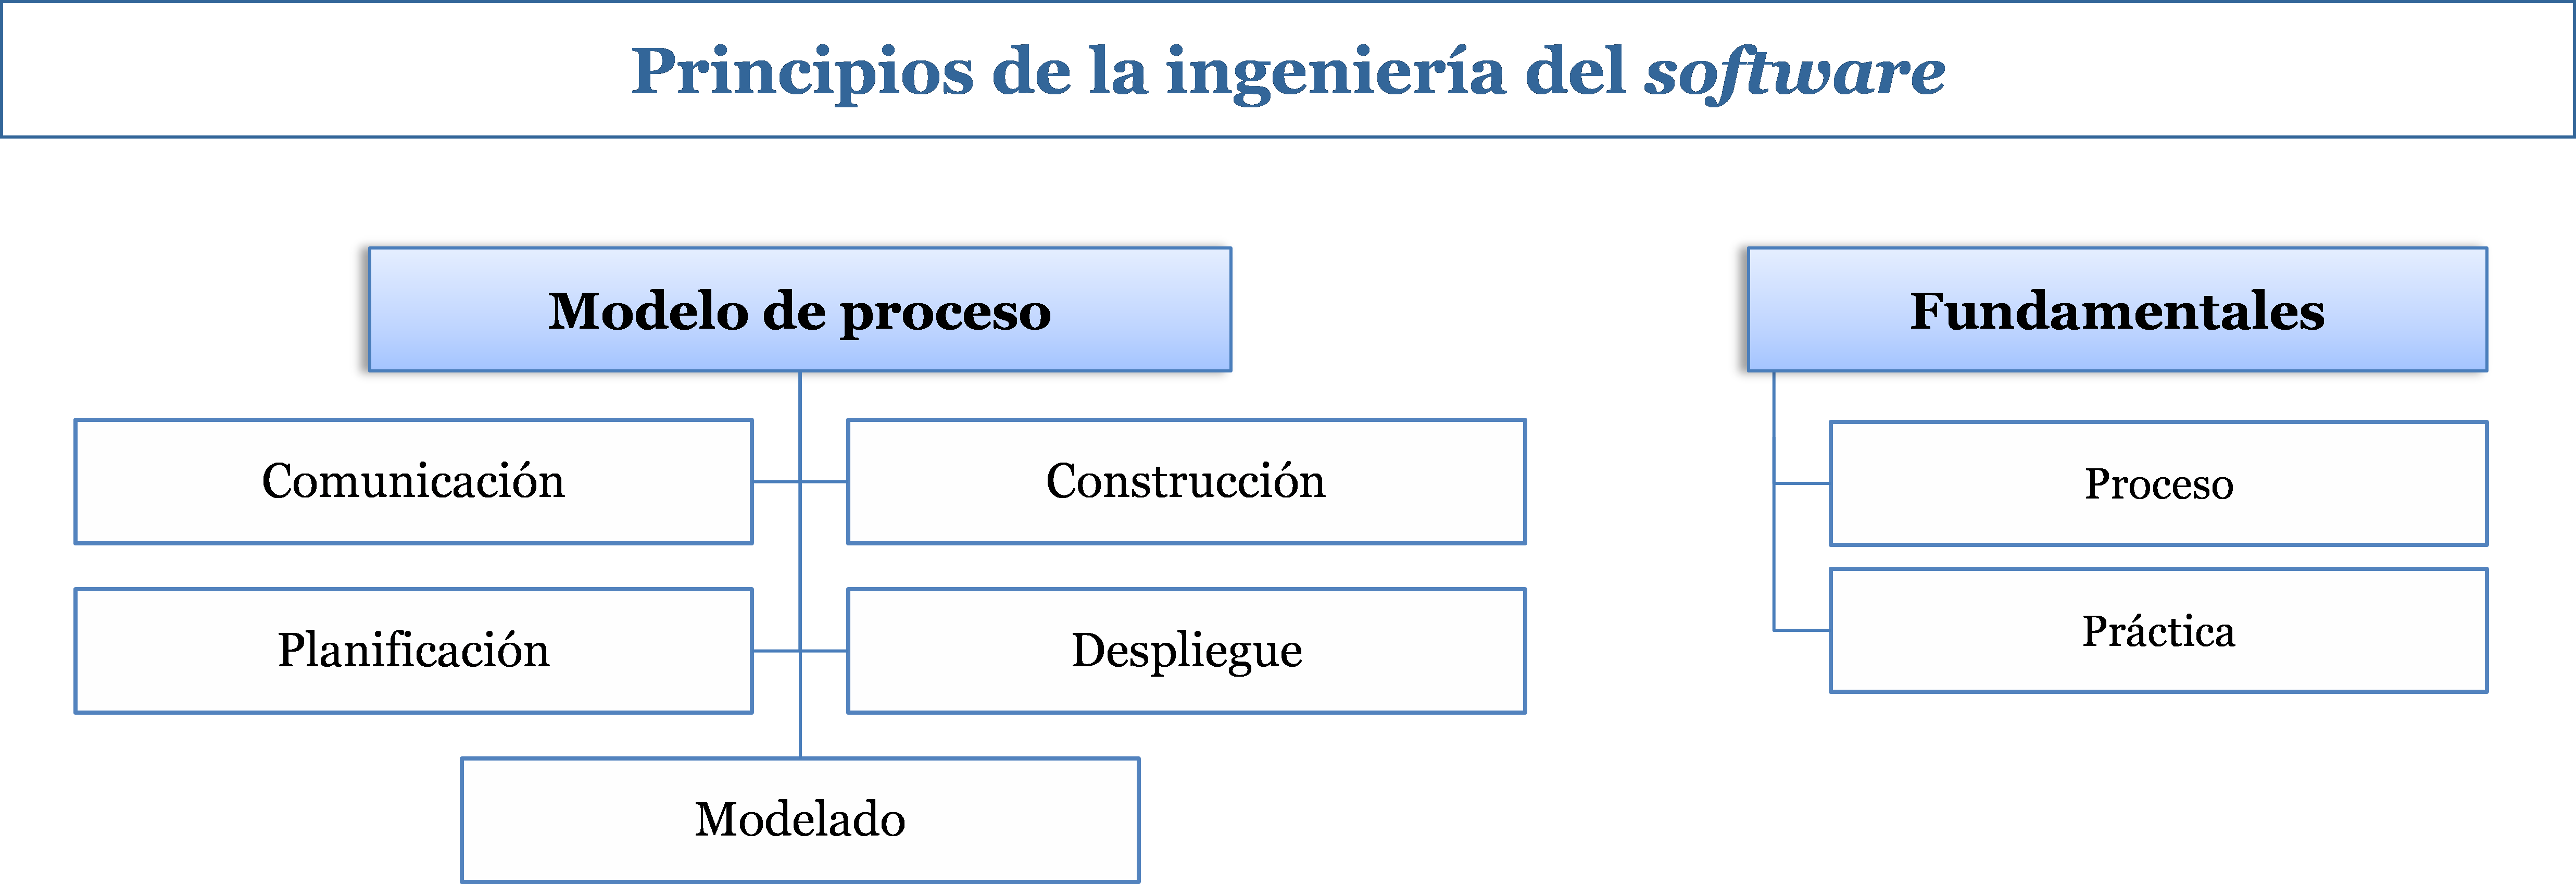 Principios de la ingeniería del software
Modelo de proceso
Fundamentales
Comunicación
Construcción
Proceso
Planificación
Despliegue
Práctica
Modelado